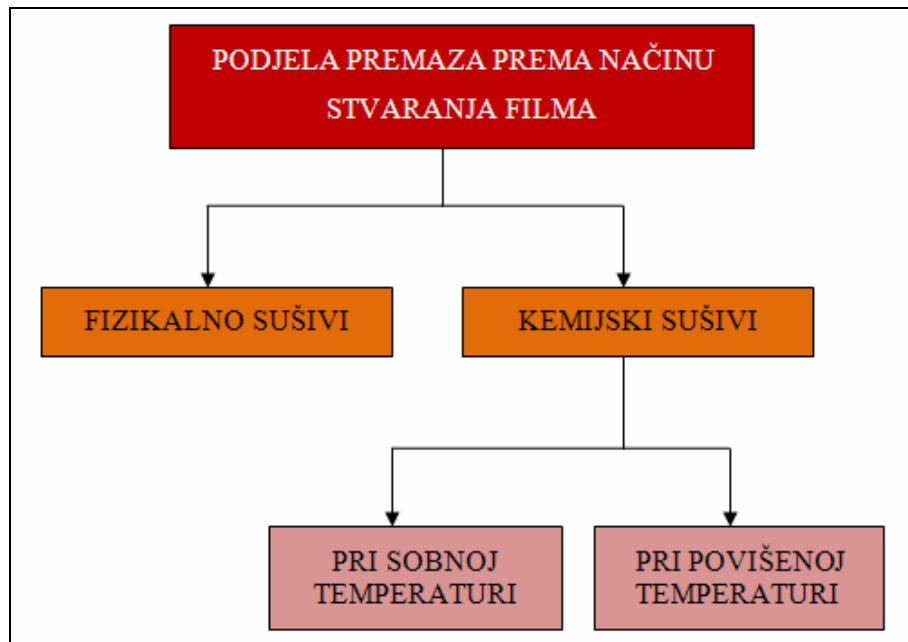 PODJELA PREMAZA PREMA NAČINU
STVARANJA FILMA
FIZIKALNO SUŠIVI
KEMIJSKI SUŠIVI
PRI SOBNOJ
TEMPERATURI
PRI POVIŠENOJ
TEMPERATURI